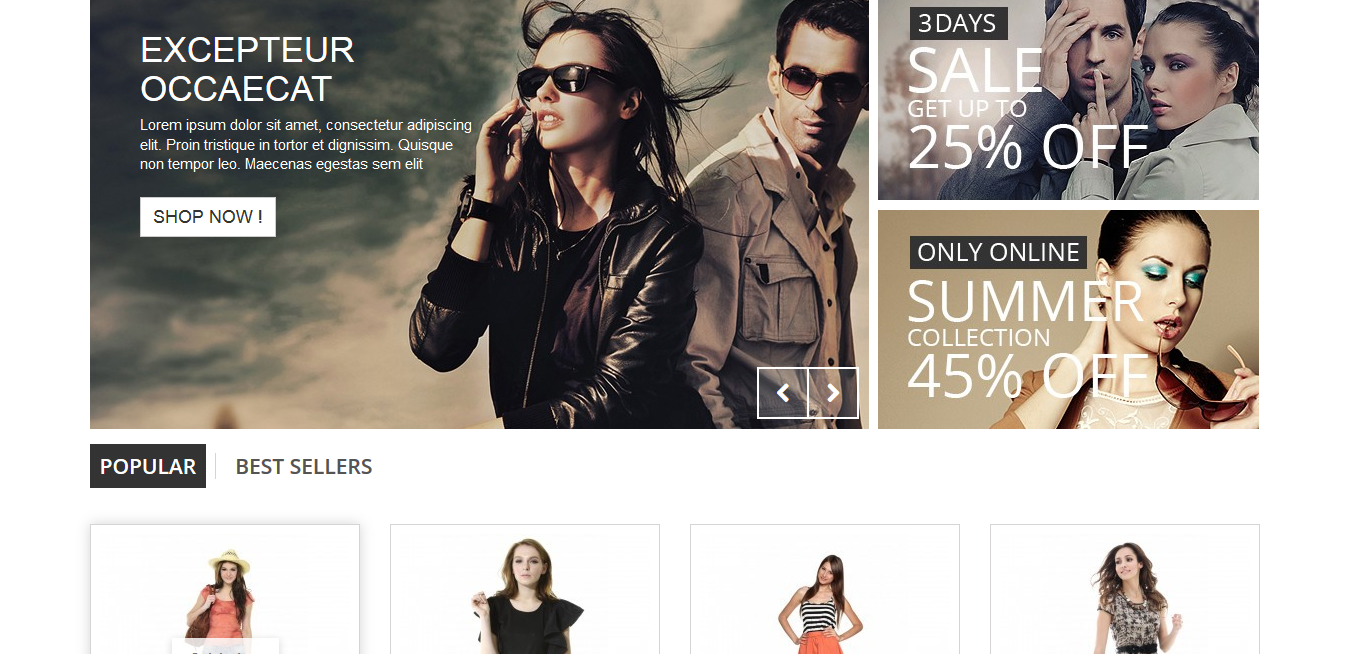 EXCEPTEUR
OCCAECAT
Lorem ipsum dolor sit amet, consectetur adipiscing
elit. Proin tristique in tortor et dignissim. Quisque
non tempor leo. Maecenas egestas sem elit
SHOP NOW !
3 DAYS
SALE
GET UP TO
25% OFF
ONLY ONLINE
SUMMER
COLLECTION
45% OFF
POPULAR
BEST SELLERS